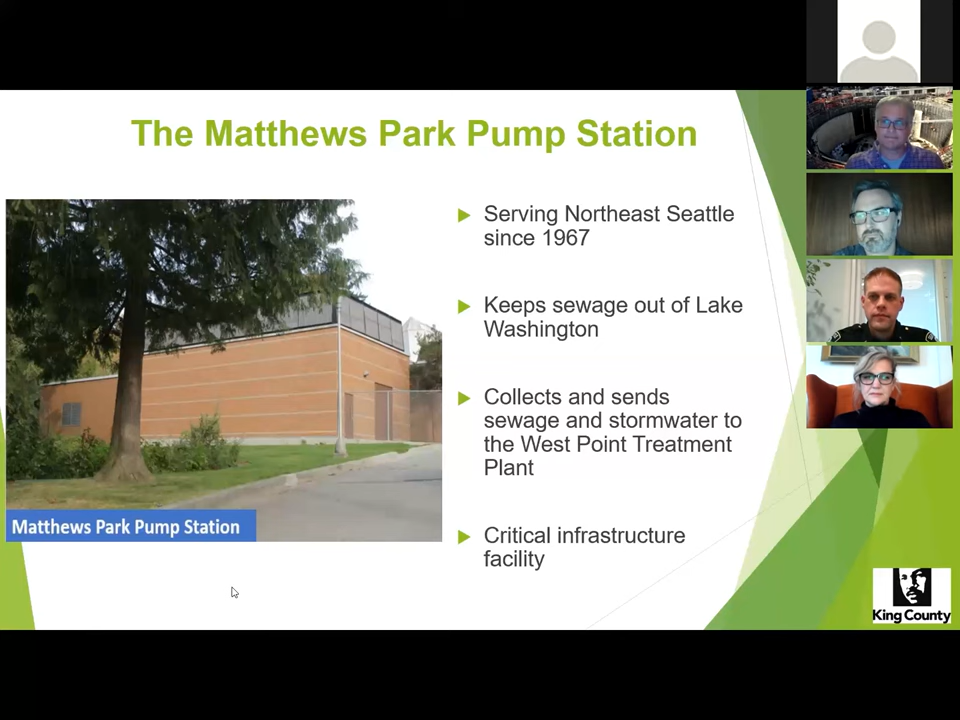 The Matthews Park Pump Station
Serving Northeast Seattle
since 1967
Keeps sewage out of Lake
Washington
Collects and sends
sewage and stormwater to
the West Point Treatment
Plant
Critical infrastructure
facility
Matthews Park Pump Station
King County